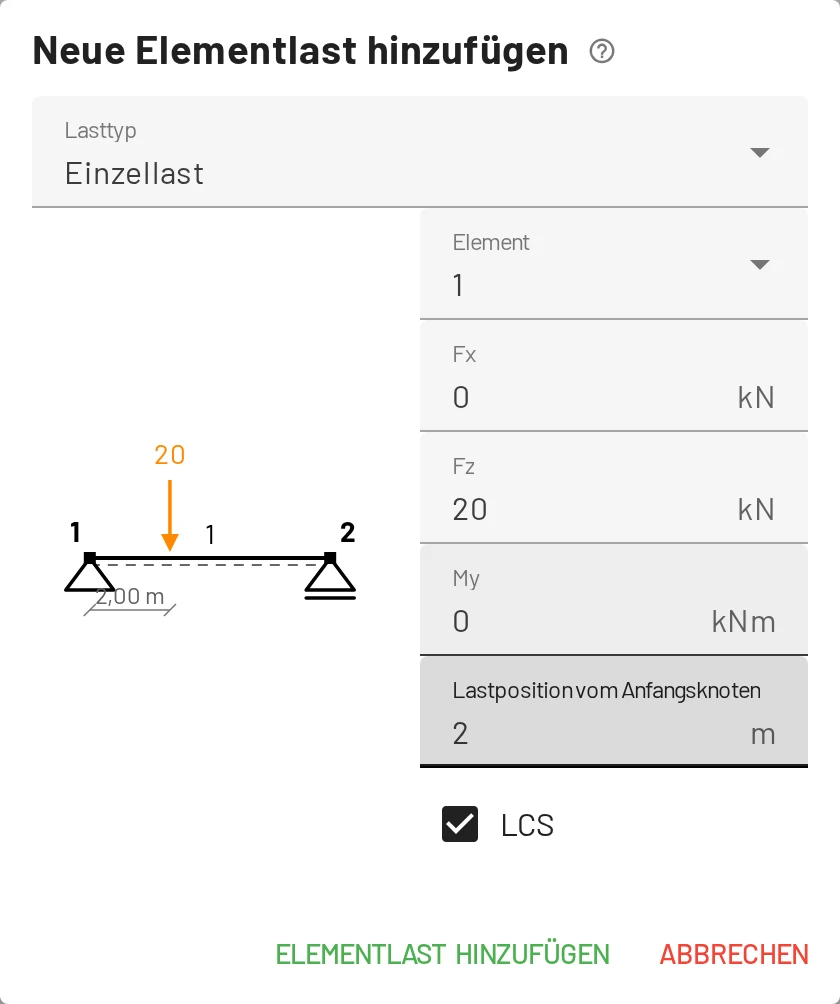 Neue Elementlast hinzufügen
Lasttyp
Einzellast
Element
1
Fx
0 kN
Fz
20 kN
My
0 kNm
Lastposition vom Anfangsknoten
2 m
LCS
20
1 1 2
2,00 m
ELEMENTLAST HINZUFÜGEN ABBRECHEN